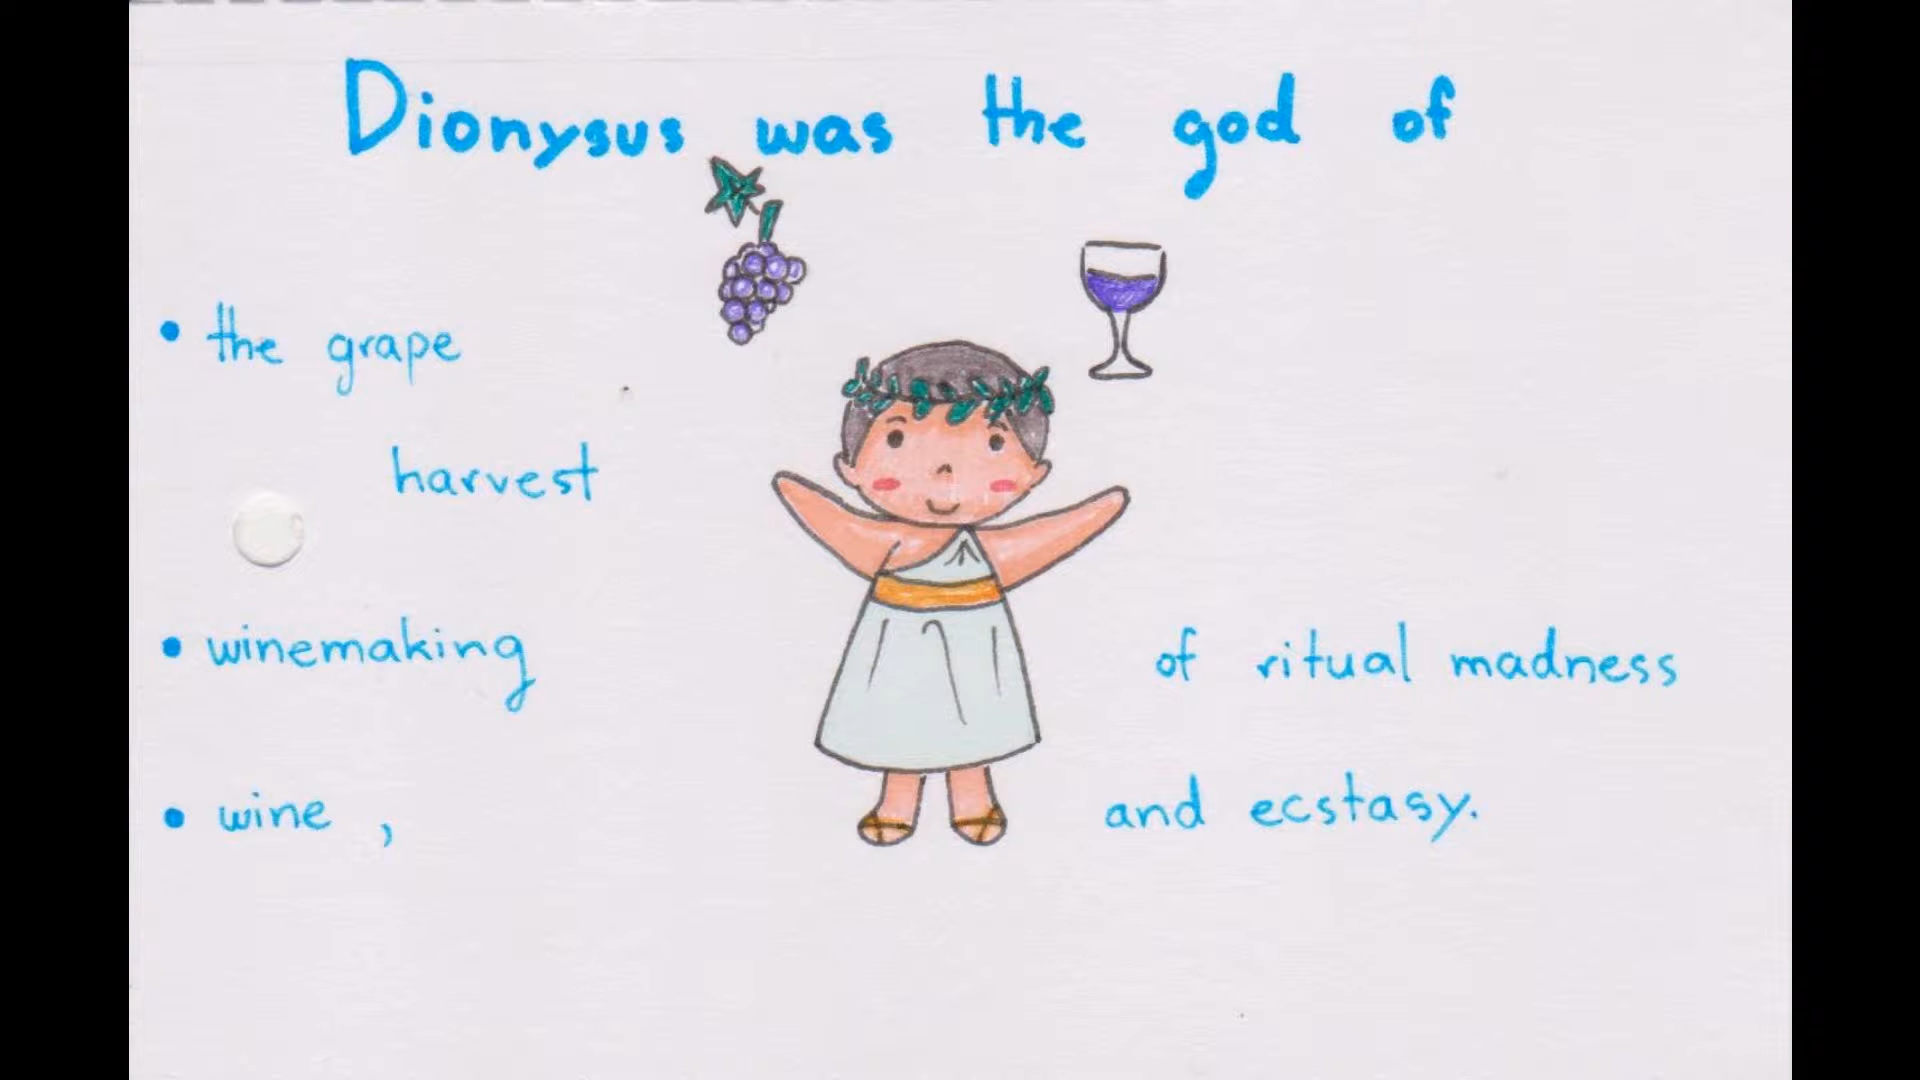 Dionysus was the god of
• the grape
harvest
• winemaking
• wine ,
of ritual madness
and ecstasy.